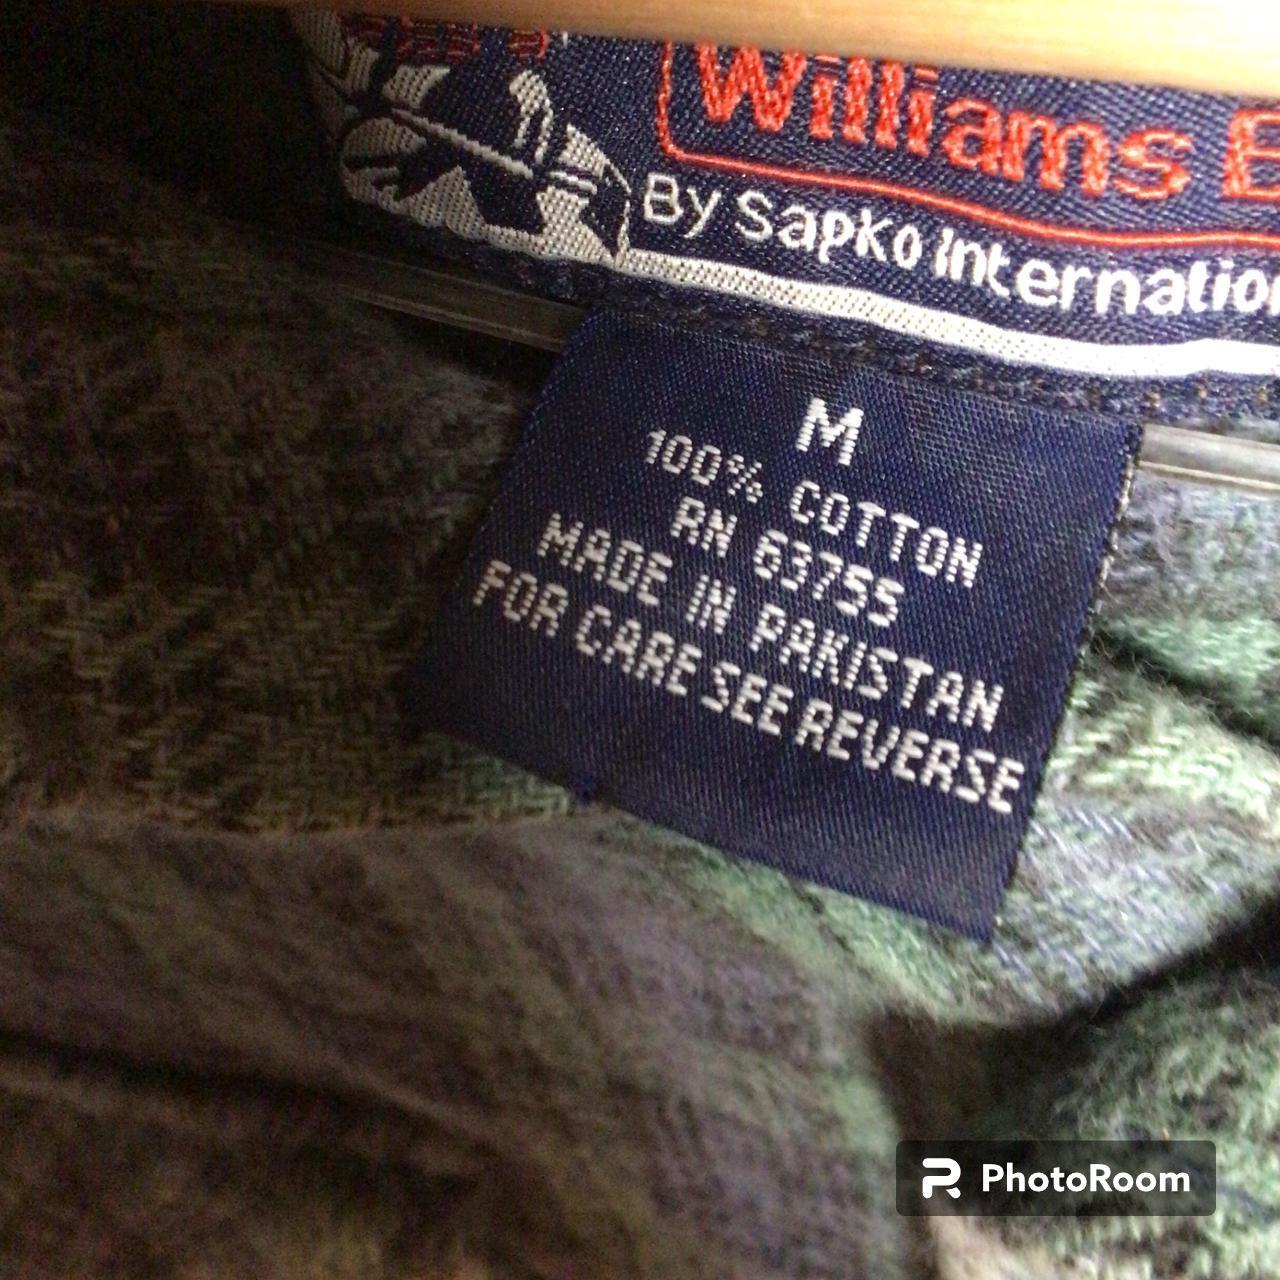 Williams
By Sapko Internation
M
100% COTTON
RN 63755
MADE IN PAKISTAN
FOR CARE SEE REVERSE
PhotoRoom